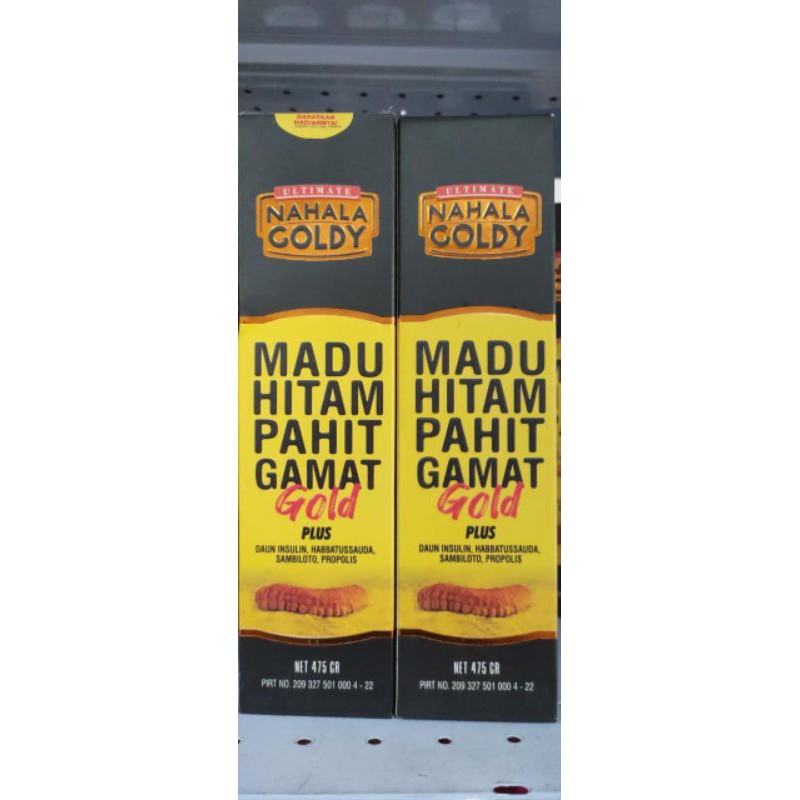 DAPATKAN
HADIAHNYA!
ULTIMATE
NAHALA
GOLDY
MADU
HITAM
PAHIT
GAMAT
Gold
PLUS
DAUN INSULIN, HABBATUSSAUDA,
SAMBILOTO, PROPOLIS
NET 475 GR
PIRT NO. 209 327 501 000 4 - 22
ULTIMATE
NAHALA
GOLDY
MADU
HITAM
PAHIT
GAMAT
Gold
PLUS
DAUN INSULIN, HABBATUSSAUDA,
SAMBILOTO, PROPOLIS
NET 475 GR
PIRT NO. 209 327 501 000 4 - 22